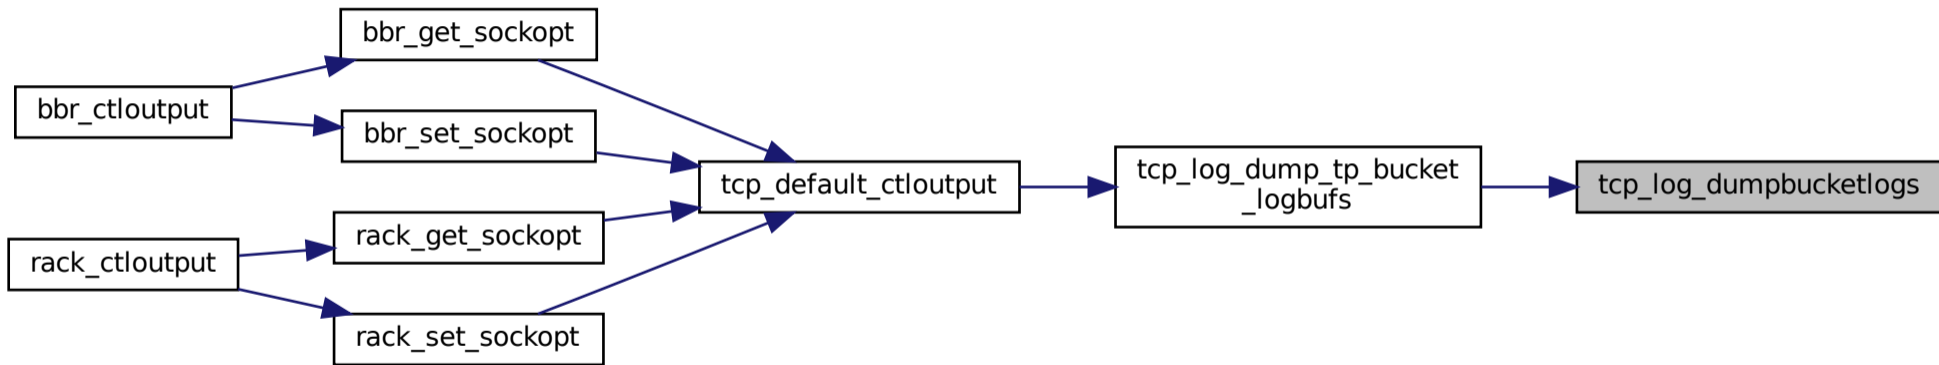 bbr_get_sockopt
bbr_ctloutput
bbr_set_sockopt
tcp_default_ctloutput
tcp_log_dump_tp_bucket
_logbufs
tcp_log_dumpbucketlogs
rack_get_sockopt
rack_ctloutput
rack_set_sockopt